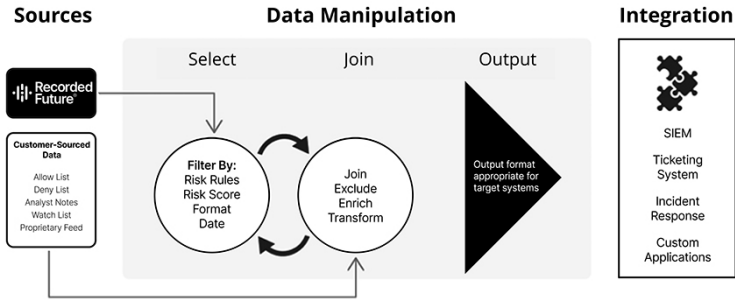 Sources
Data Manipulation
Integration
Select
Join
Output
Recorded
Future®
Customer-Sourced
Data
Allow List
Deny List
Analyst Notes
Watch List
Proprietary Feed
Filter By:
Risk Rules
Risk Score
Format
Date
Join
Exclude
Enrich
Transform
Output format
appropriate for
target systems
SIEM
Ticketing
System
Incident
Response
Custom
Applications